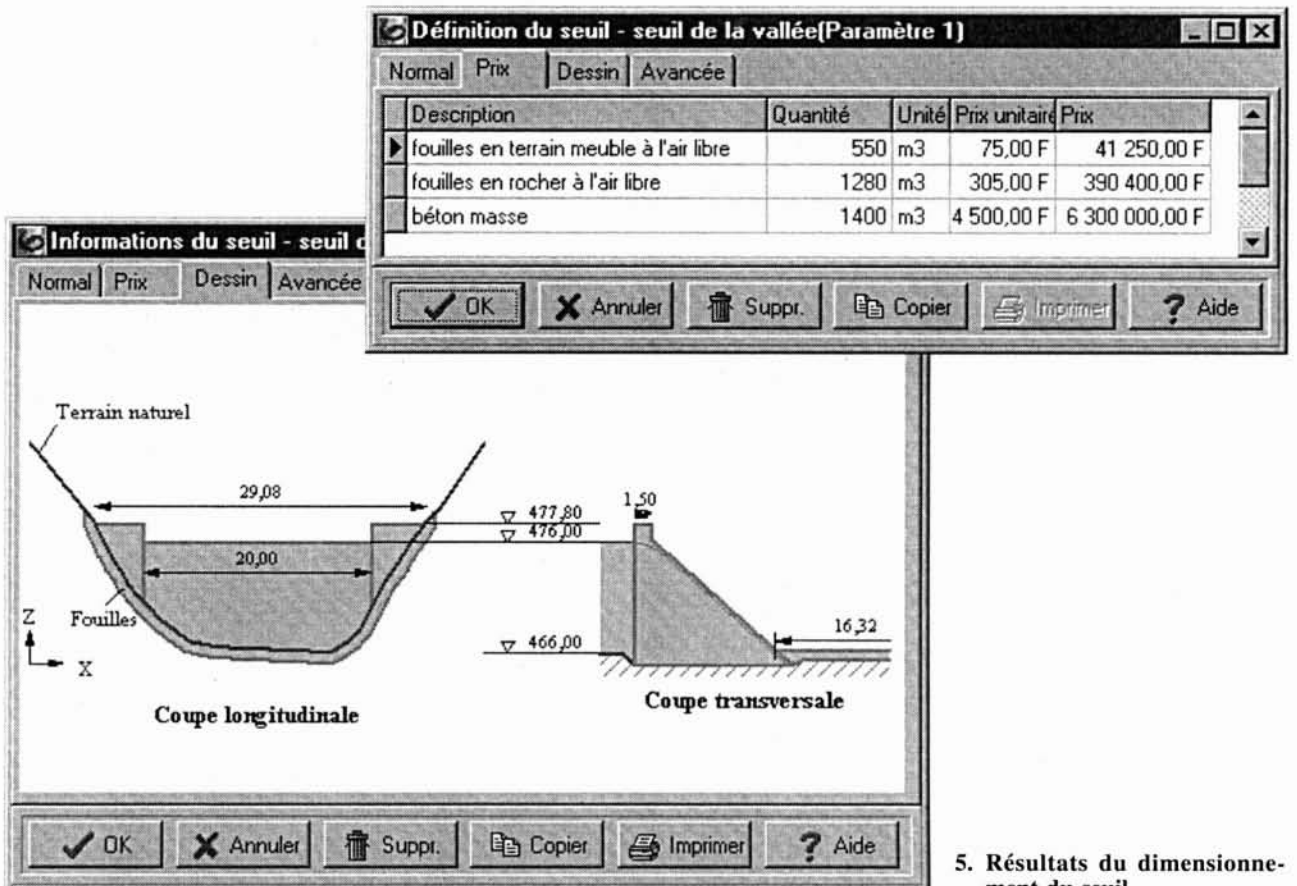 Définition du seuil - seuil de la vallée(Paramètre 1)
Normal Prix Dessin Avancée
Description Quantité Unité Prix unitaire Prix
fouilles en terrain meuble à l'air libre 550 m3 75,00 F 41 250,00 F
fouilles en rocher à l'air libre 1280 m3 305,00 F 390 400,00 F
béton masse 1400 m3 4 500,00 F 6 300 000,00 F
OK Annuler Suppr. Copier Imprimer Aide
Informations du seuil - seuil d
Normal Prix Dessin Avancée
Terrain naturel
29,08
20,00
Fouilles
Z
X
Coupe longitudinale
477,80
476,00
466,00
1,50
16,32
Coupe transversale
OK Annuler Suppr. Copier Imprimer Aide
5. Résultats du dimensionne-
ment du seuil